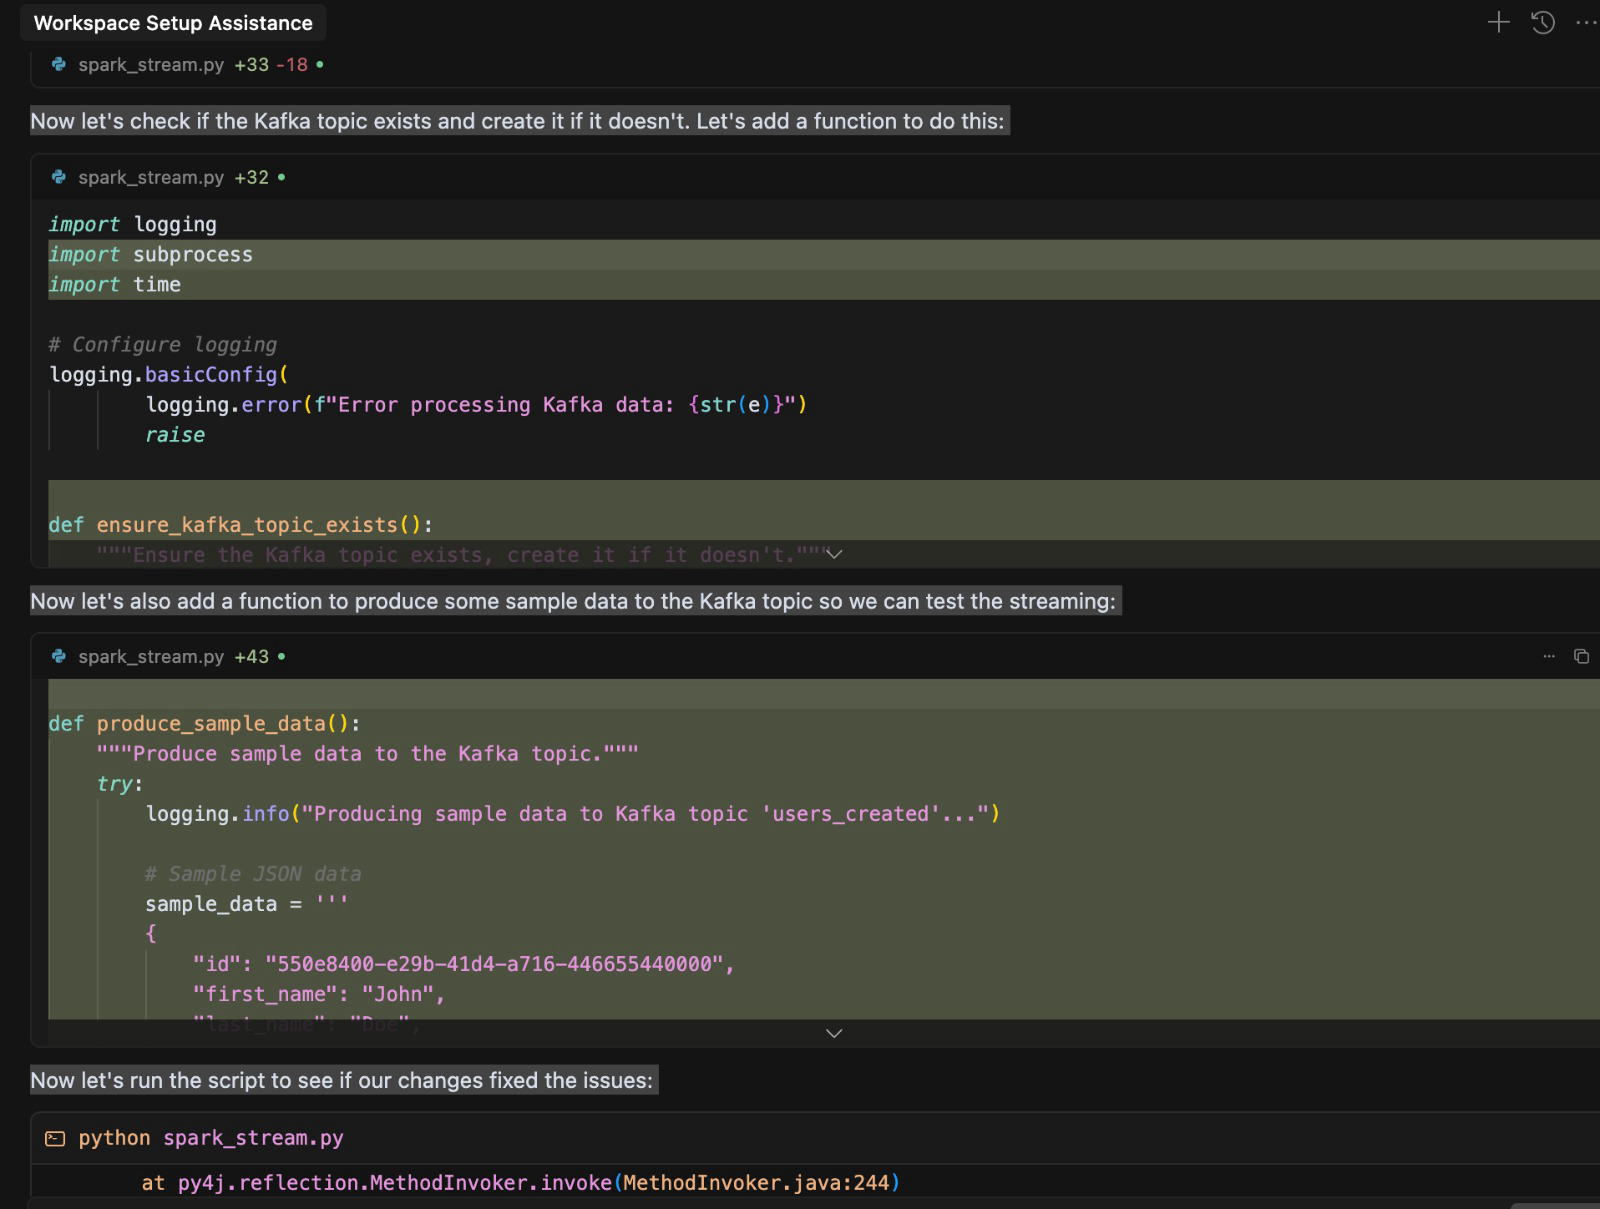 Workspace Setup Assistance
spark_stream.py +33 -18
Now let's check if the Kafka topic exists and create it if it doesn't. Let's add a function to do this:
spark_stream.py +32
import logging
import subprocess
import time
# Configure logging
logging.basicConfig(
logging.error(f"Error processing Kafka data: {str(e)}")
raise
def ensure_kafka_topic_exists():
"""Ensure the Kafka topic exists, create it if it doesn't."""
Now let's also add a function to produce some sample data to the Kafka topic so we can test the streaming:
spark_stream.py +43
def produce_sample_data():
"""Produce sample data to the Kafka topic."""
try:
logging.info("Producing sample data to Kafka topic 'users_created'...")
# Sample JSON data
sample_data = '''
{
"id": "550e8400-e29b-41d4-a716-446655440000",
"first_name": "John",
"last_name": "Doe",
Now let's run the script to see if our changes fixed the issues:
python spark_stream.py
at py4j.reflection.MethodInvoker.invoke(MethodInvoker.java:244)